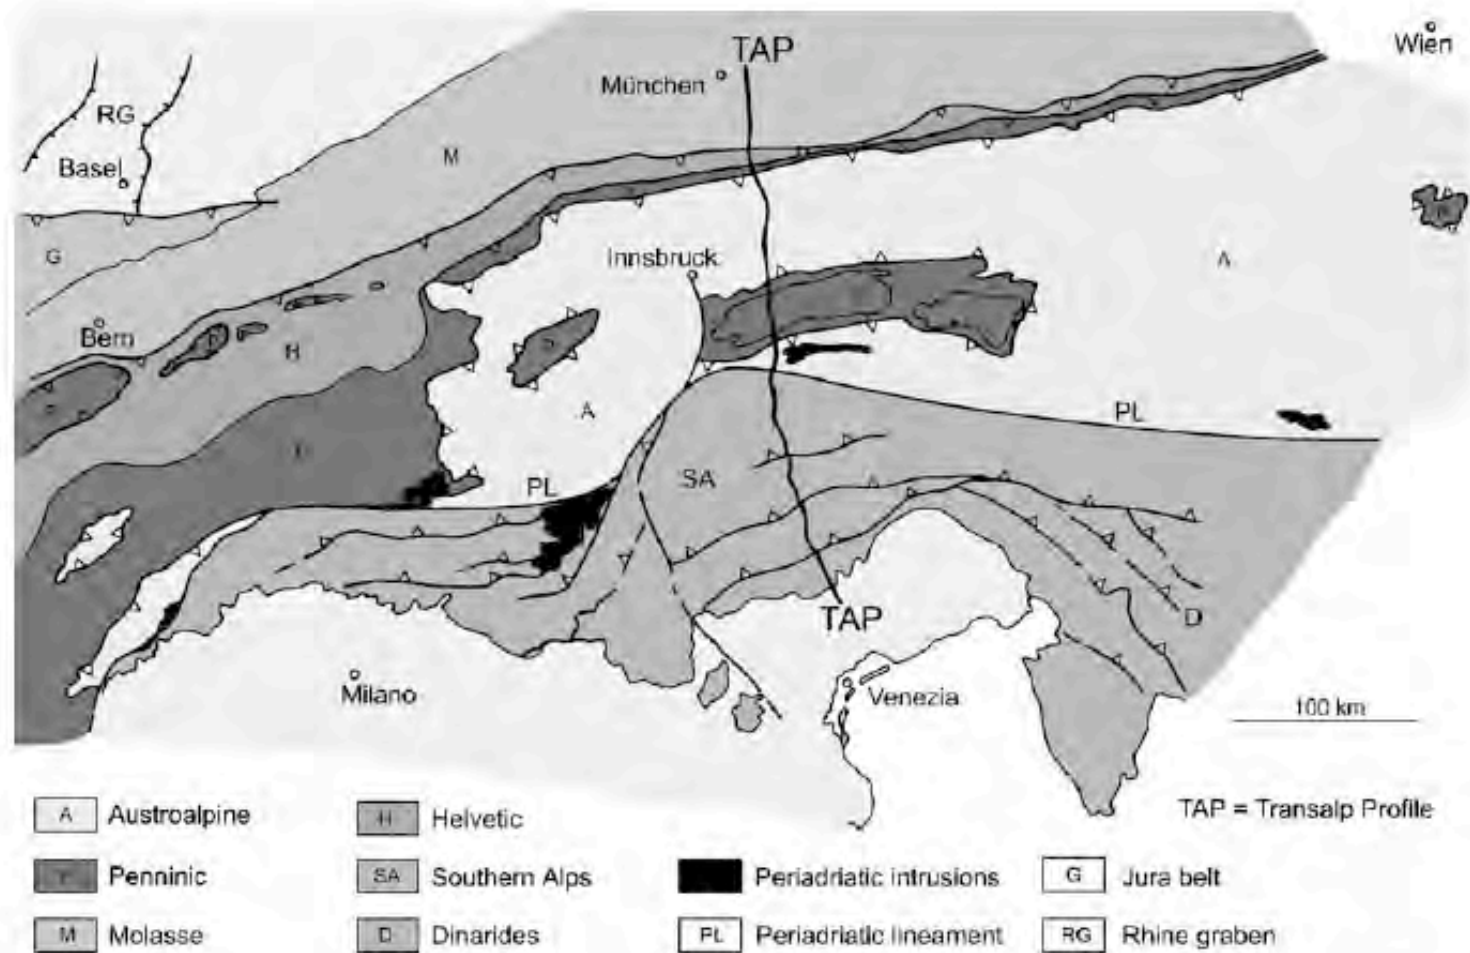 Wien
TAP
München
RG
Basel
M
G
Innsbruck
A
Bern
H
A
PL
PL
SA
D
TAP
Milano
Venezia
100 km
A Austroalpine
H Helvetic
TAP = Transalp Profile
P Penninic
SA Southern Alps
Periadriatic intrusions
G Jura belt
M Molasse
D Dinarides
PL Periadriatic lineament
RG Rhine graben